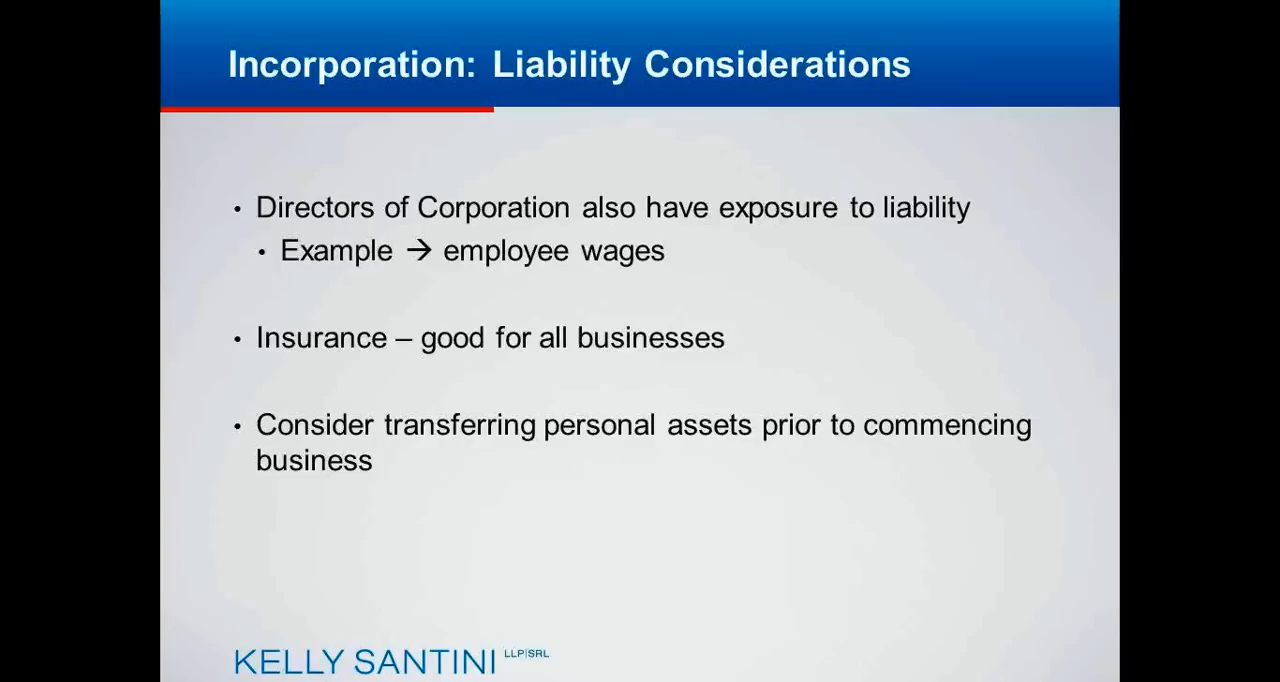 Incorporation: Liability Considerations
• Directors of Corporation also have exposure to liability
• Example → employee wages
• Insurance – good for all businesses
• Consider transferring personal assets prior to commencing
business
KELLY SANTINI LLP|SRL